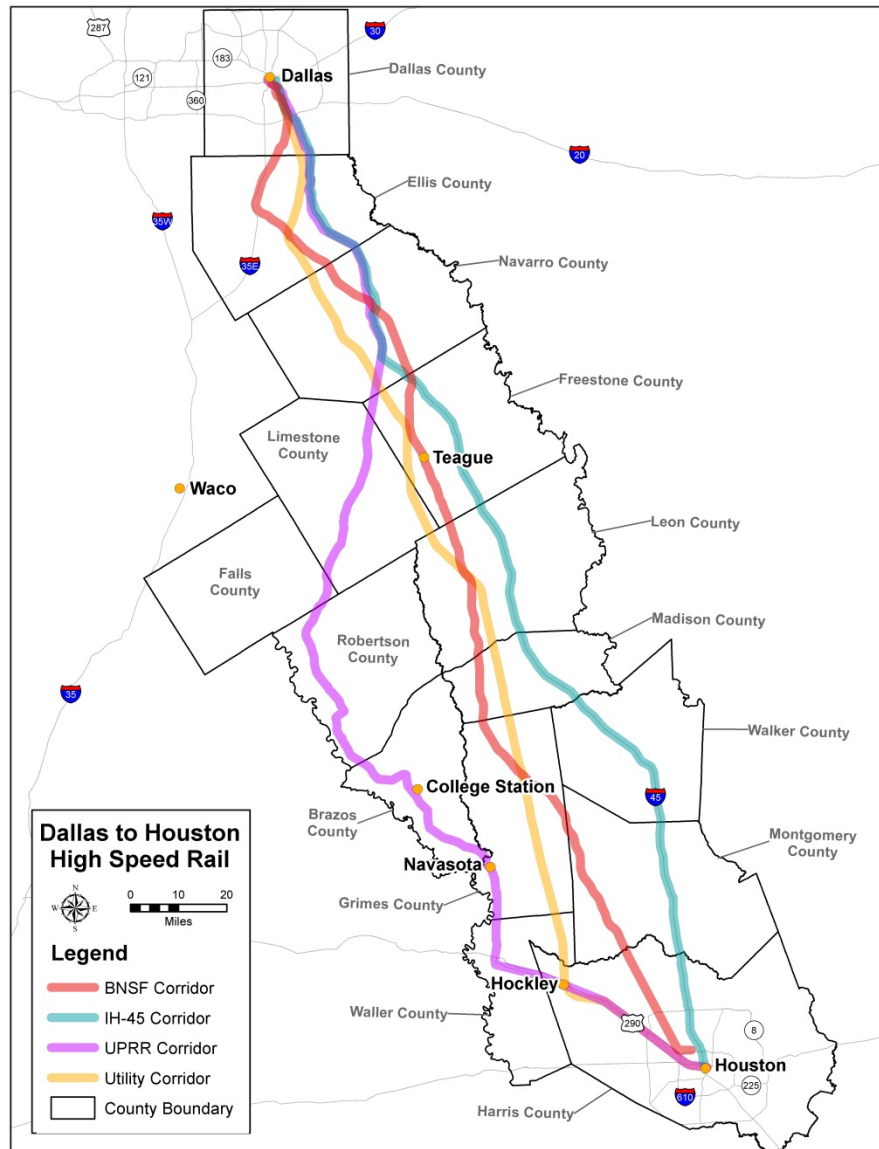 287
30
183
Dallas
Dallas County
121
360
20
Ellis County
35W
35E
Navarro County
Freestone County
Limestone
County
Teague
Waco
Leon County
Falls
County
Madison County
Robertson
County
35
Walker County
45
College Station
Brazos
County
Montgomery
County
Navasota
Grimes County
Hockley
Waller County
290
8
Houston
225
610
Harris County
Dallas to Houston
High Speed Rail
N
W E
S
0 10 20
Miles
Legend
BNSF Corridor
IH-45 Corridor
UPRR Corridor
Utility Corridor
County Boundary